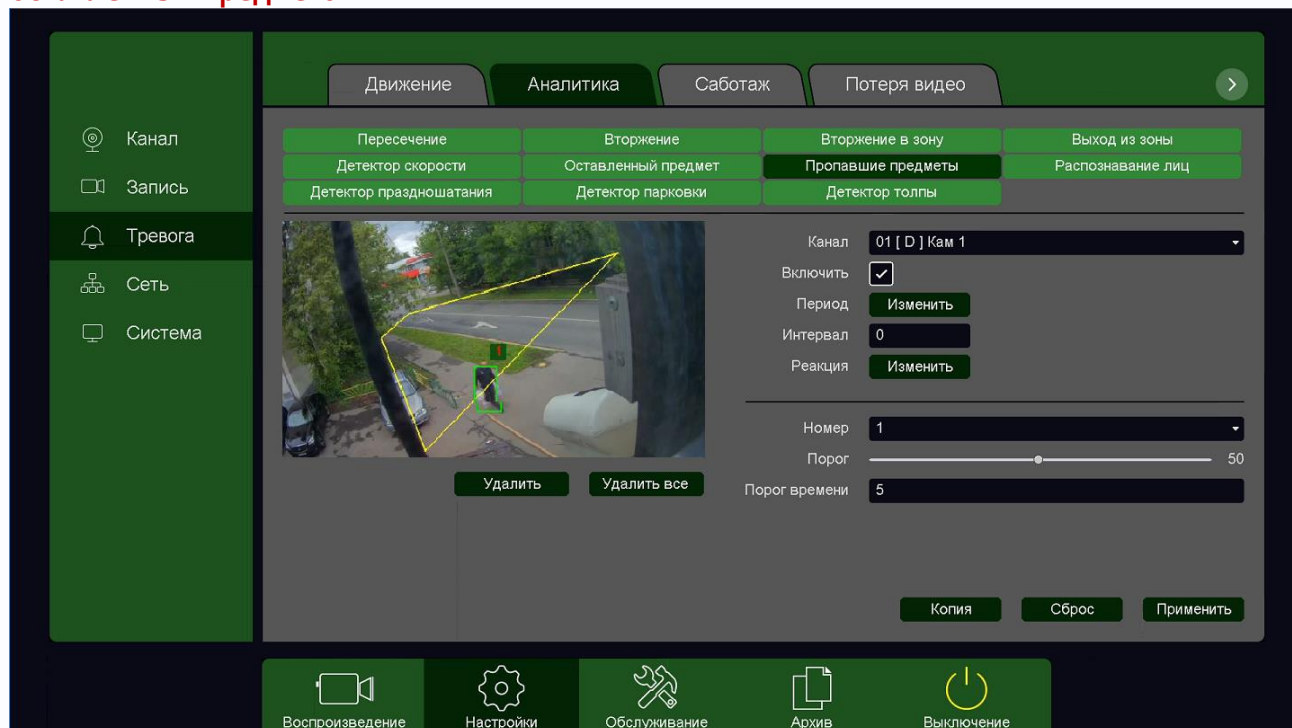 Движение Аналитика Саботаж Потеря видео
Канал
Запись
Тревога
Сеть
Система
Пересечение Вторжение Вторжение в зону Выход из зоны
Детектор скорости Оставленный предмет Пропавшие предметы Распознавание лиц
Детектор праздношатания Детектор парковки Детектор толпы
1
Удалить Удалить все
Канал 01 [ D ] Кам 1
Включить
Период Изменить
Интервал 0
Реакция Изменить
Номер 1
Порог 50
Порог времени 5
Копия Сброс Применить
Воспроизведение Настройки Обслуживание Архив Выключение